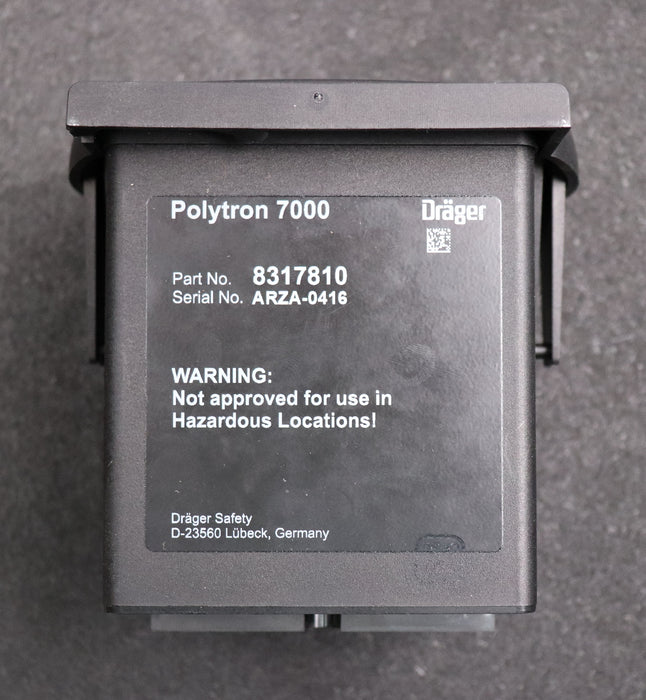 Polytron 7000
Dräger
Part No. 8317810
Serial No. ARZA-0416
WARNING:
Not approved for use in
Hazardous Locations!
Dräger Safety
D-23560 Lübeck, Germany